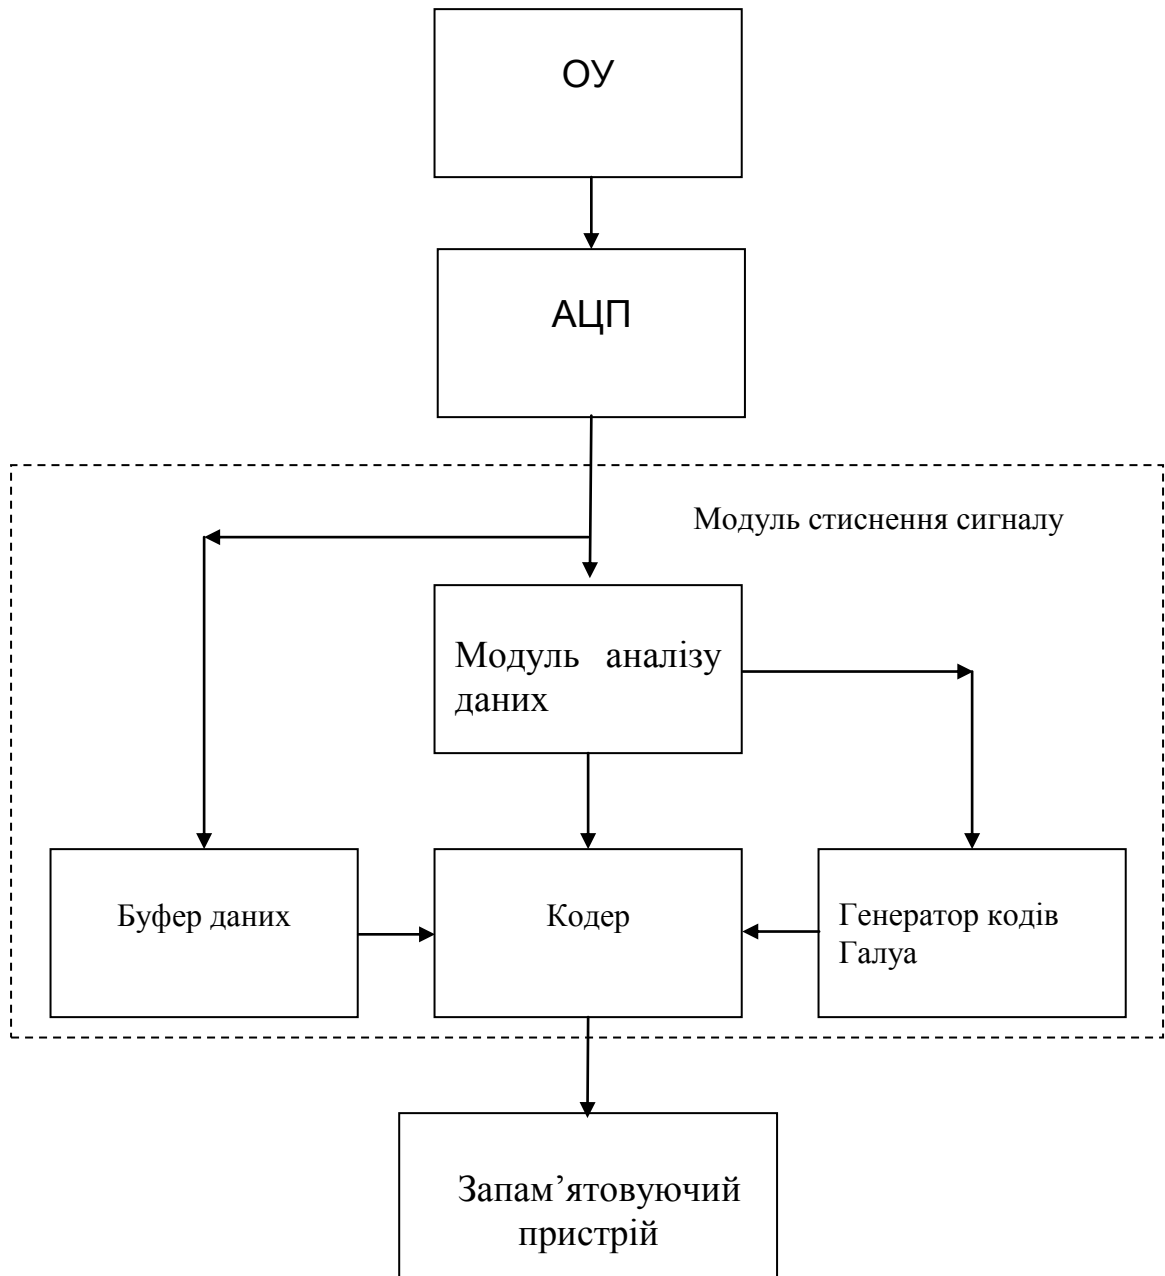 ОУ
АЦП
Модуль стиснення сигналу
Модуль аналізу
даних
Буфер даних
Кодер
Генератор кодів
Галуа
Запам’ятовуючий
пристрій